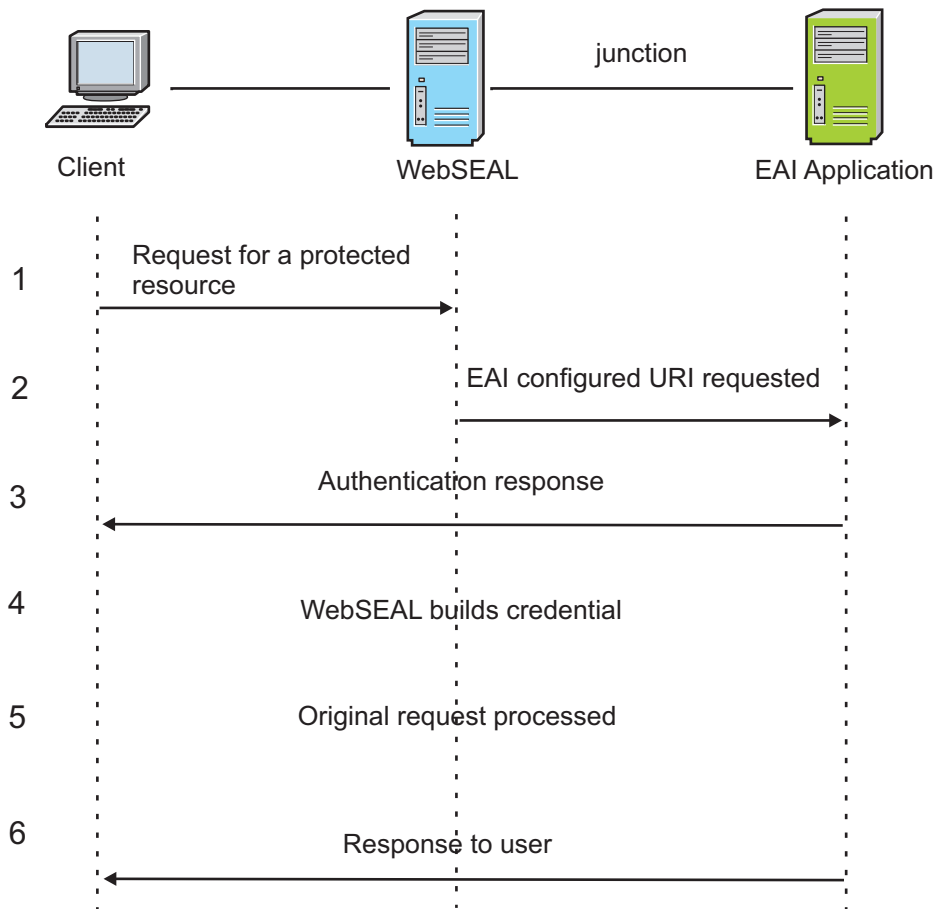 junction
Client
WebSEAL
EAI Application
1
Request for a protected
resource
2
EAI configured URI requested
3
Authentication response
4
WebSEAL builds credential
5
Original request processed
6
Response to user